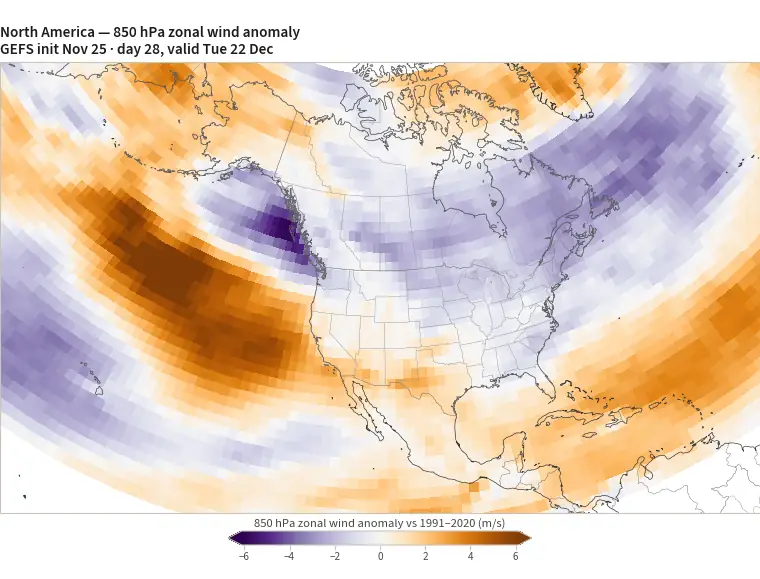 North America — 850 hPa zonal wind anomaly
GEFS init Nov 25 · day 28, valid Tue 22 Dec
850 hPa zonal wind anomaly vs 1991–2020 (m/s)
−6 −4 −2 0 2 4 6